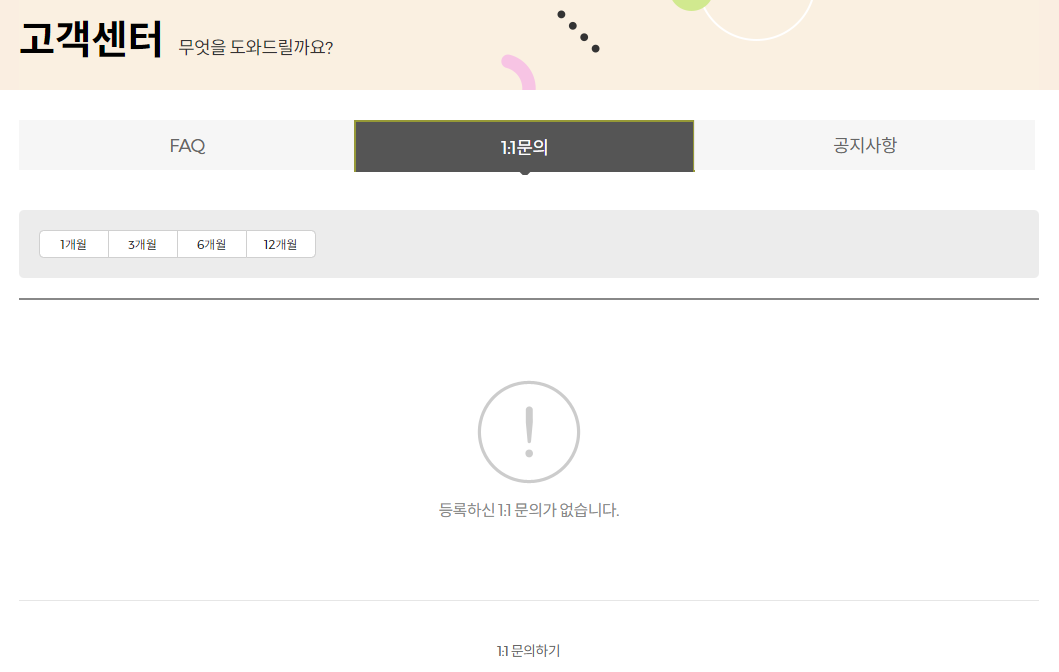 고객센터 무엇을 도와드릴까요?
FAQ 1:1문의 공지사항
1개월 3개월 6개월 12개월
등록하신 1:1 문의가 없습니다.
1:1 문의하기